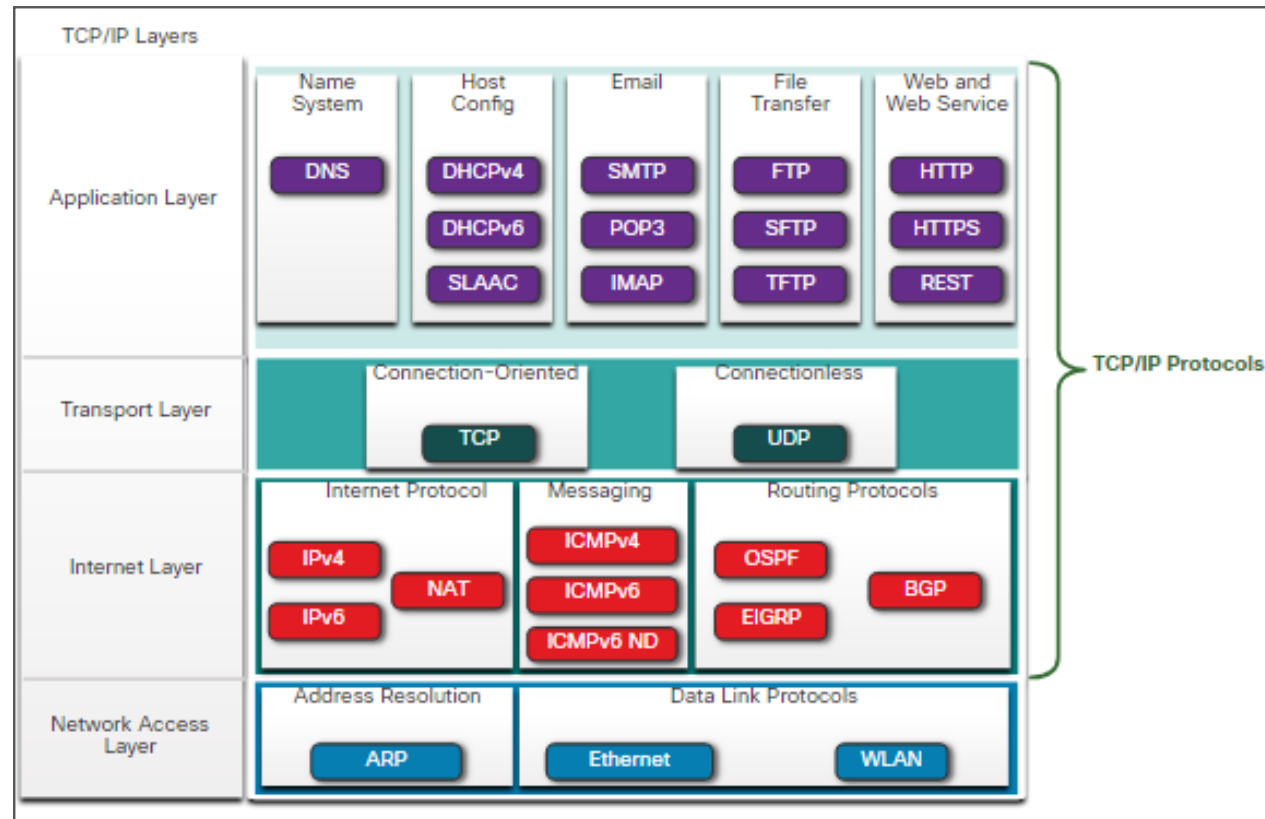 TCP/IP Layers
Name
System
Host
Config
Email
File
Transfer
Web and
Web Service
DNS
DHCPv4
SMTP
FTP
HTTP
Application Layer
DHCPv6
POP3
SFTP
HTTPS
SLAAC
IMAP
TFTP
REST
TCP/IP Protocols
Connection-Oriented
Connectionless
Transport Layer
TCP
UDP
Internet Protocol
Messaging
Routing Protocols
Internet Layer
IPv4
NAT
IPv6
ICMPv4
ICMPv6
ICMPv6 ND
OSPF
BGP
EIGRP
Address Resolution
Data Link Protocols
Network Access
Layer
ARP
Ethernet
WLAN